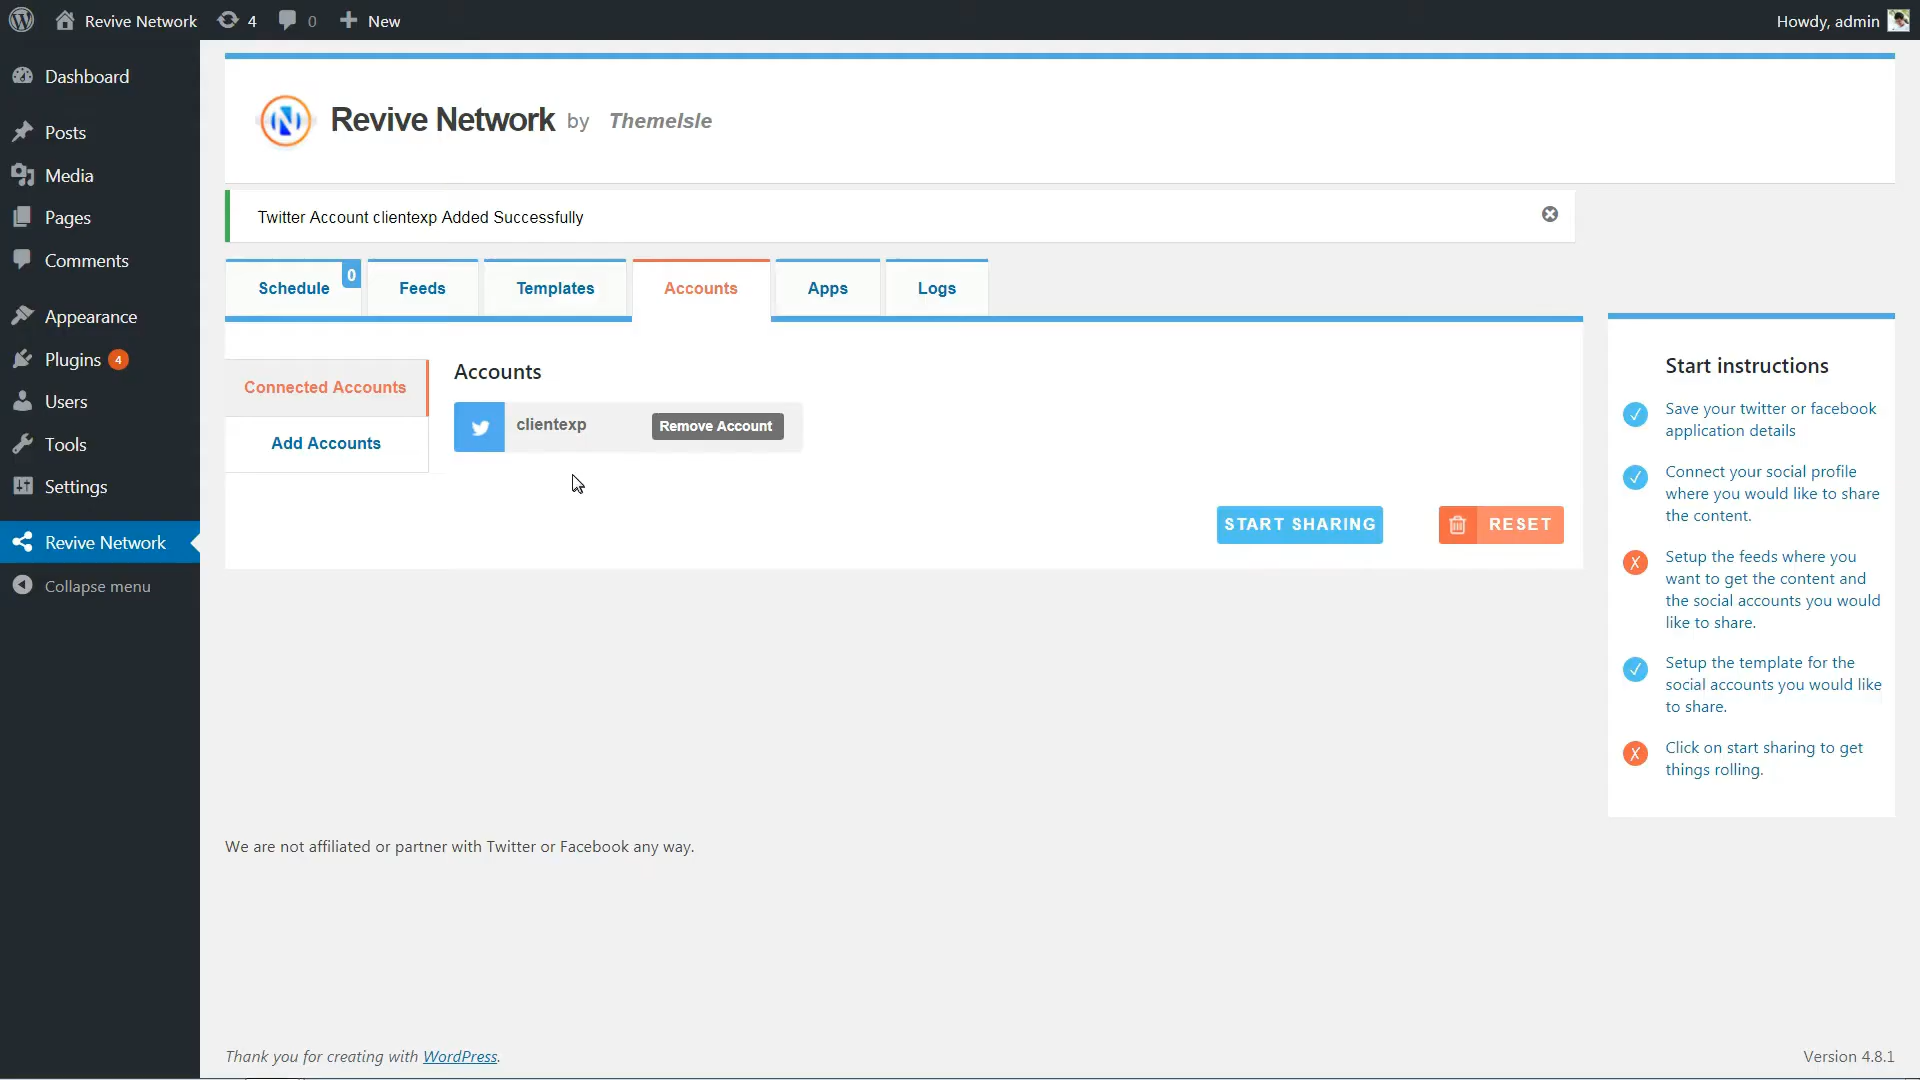 Revive Network
4
0
New
Howdy, admin
Dashboard
Posts
Media
Pages
Comments
Appearance
Plugins 4
Users
Tools
Settings
Revive Network
Collapse menu
Revive Network by ThemeIsle
Twitter Account clientexp Added Successfully
Schedule 0
Feeds
Templates
Accounts
Apps
Logs
Connected Accounts
Add Accounts
Accounts
clientexp
Remove Account
START SHARING
RESET
Start instructions
Save your twitter or facebook
application details
Connect your social profile
where you would like to share
the content.
X
Setup the feeds where you
want to get the content and
the social accounts you would
like to share.
Setup the template for the
social accounts you would like
to share.
X
Click on start sharing to get
things rolling.
We are not affiliated or partner with Twitter or Facebook any way.
Thank you for creating with WordPress.
Version 4.8.1